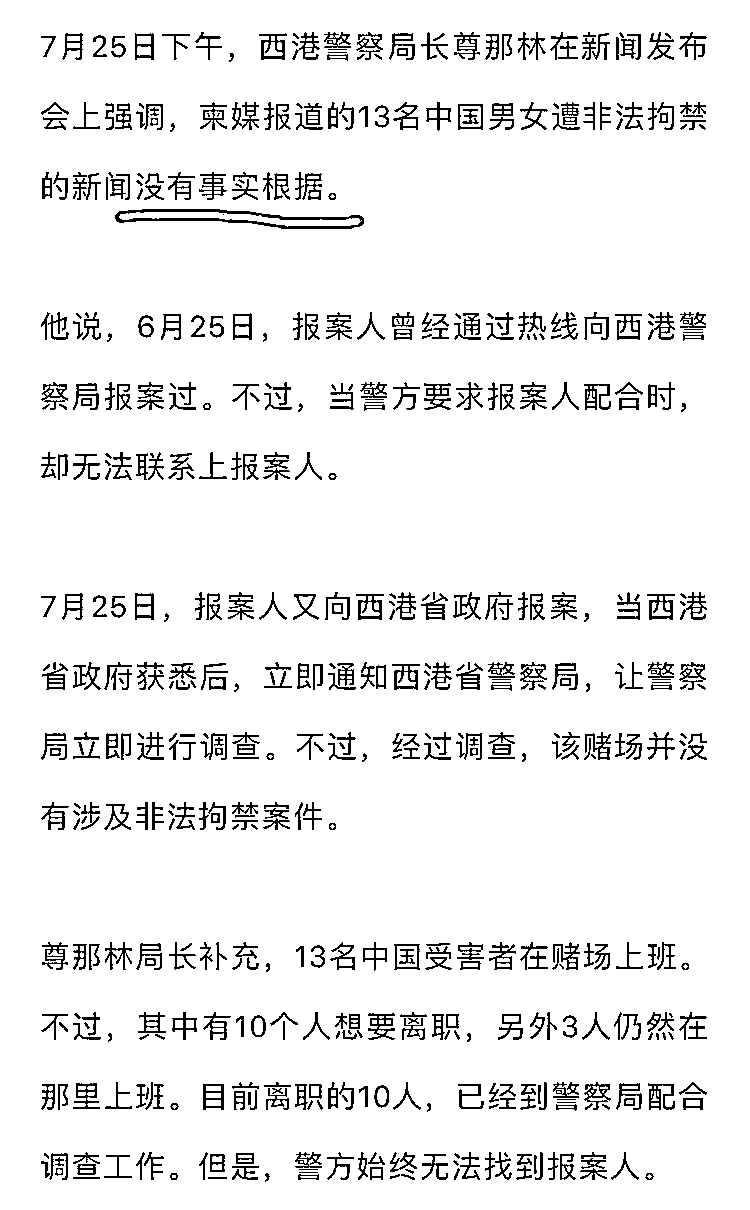 7月25日下午，西港警察局长尊那林在新闻发布
会上强调，柬媒报道的13名中国男女遭非法拘禁
的新闻没有事实根据。
他说，6月25日，报案人曾经通过热线向西港警
察局报案过。不过，当警方要求报案人配合时，
却无法联系上报案人。
7月25日，报案人又向西港省政府报案，当西港
省政府获悉后，立即通知西港省警察局，让警察
局立即进行调查。不过，经过调查，该赌场并没
有涉及非法拘禁案件。
尊那林局长补充，13名中国受害者在赌场上班。
不过，其中有10个人想要离职，另外3人仍然在
那里上班。目前离职的10人，已经到警察局配合
调查工作。但是，警方始终无法找到报案人。